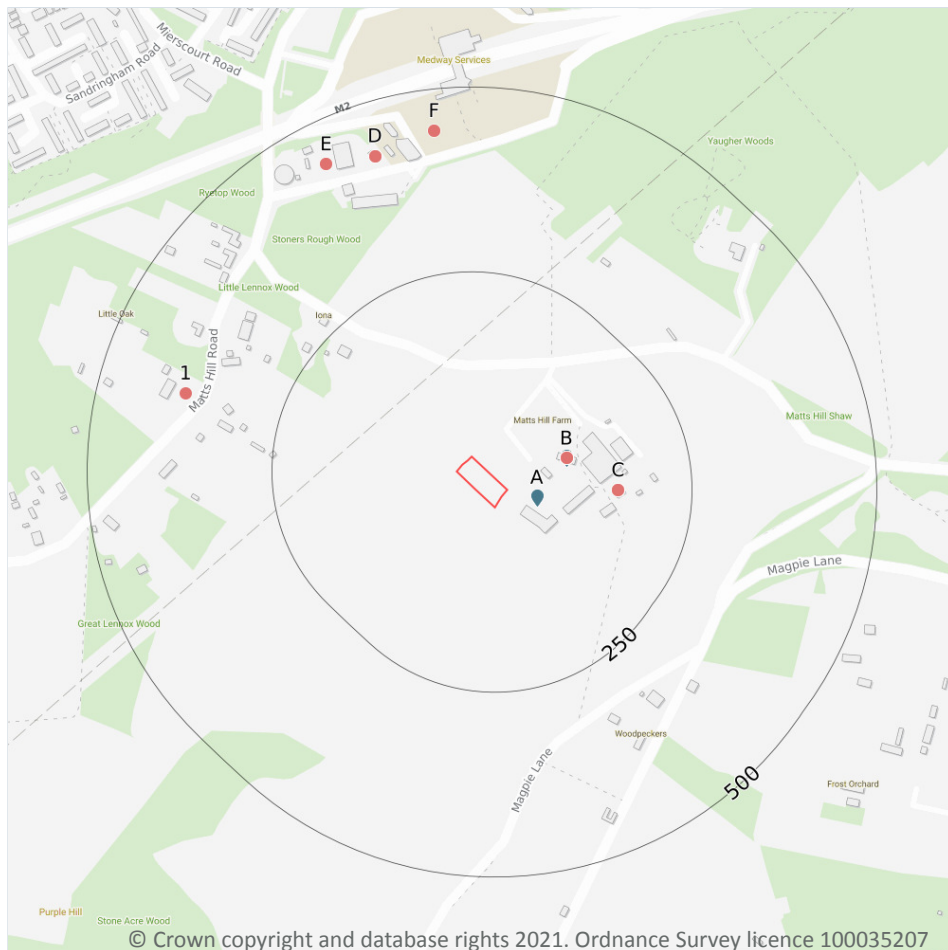 Medway Services
Mierscourt Road
Sandringham Road
M2
F
D
E
Yaugher Woods
Ryetop Wood
Stoners Rough Wood
Little Lennox Wood
Little Oak
Iona
Matts Hill Road
1
Matts Hill Farm
Matts Hill Shaw
B
C
A
Magpie Lane
Great Lennox Wood
250
Woodpeckers
Magpie Lane
500
Frost Orchard
Purple Hill
Stone Acre Wood
© Crown copyright and database rights 2021. Ordnance Survey licence 100035207